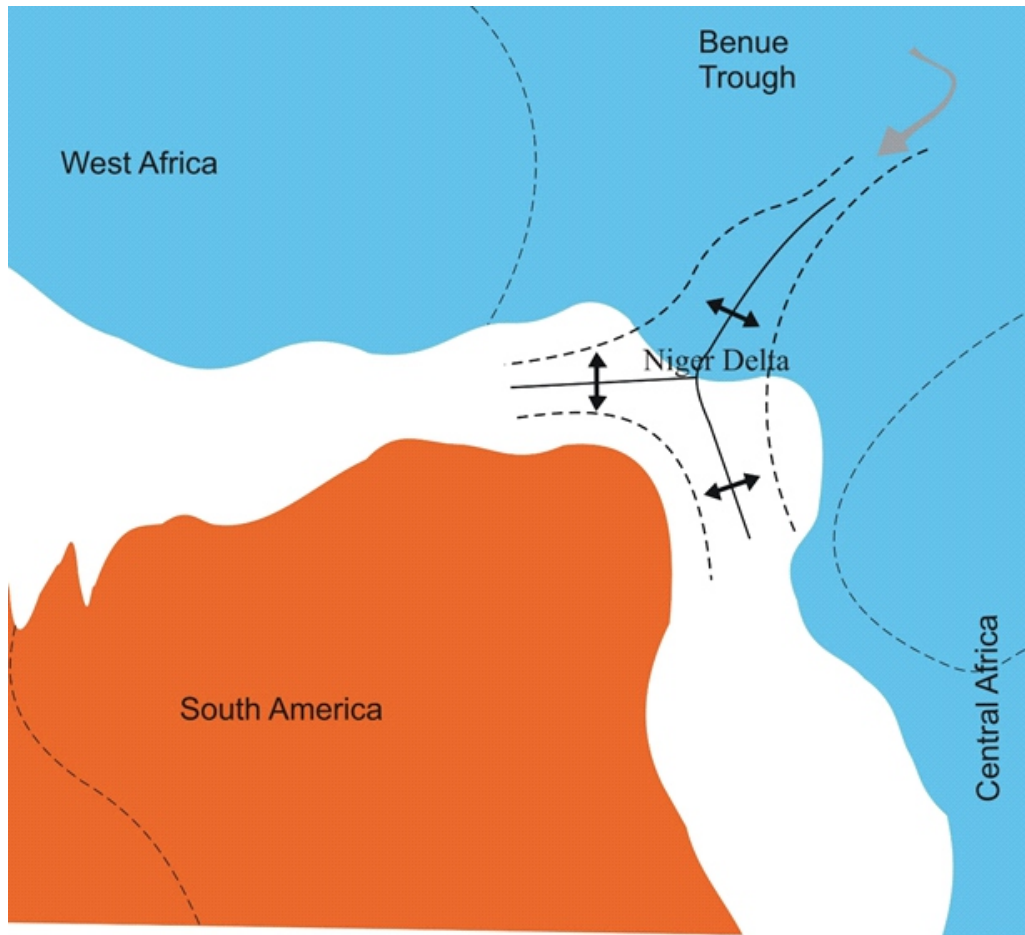 Benue
Trough
West Africa
Niger Delta
South America
Central Africa